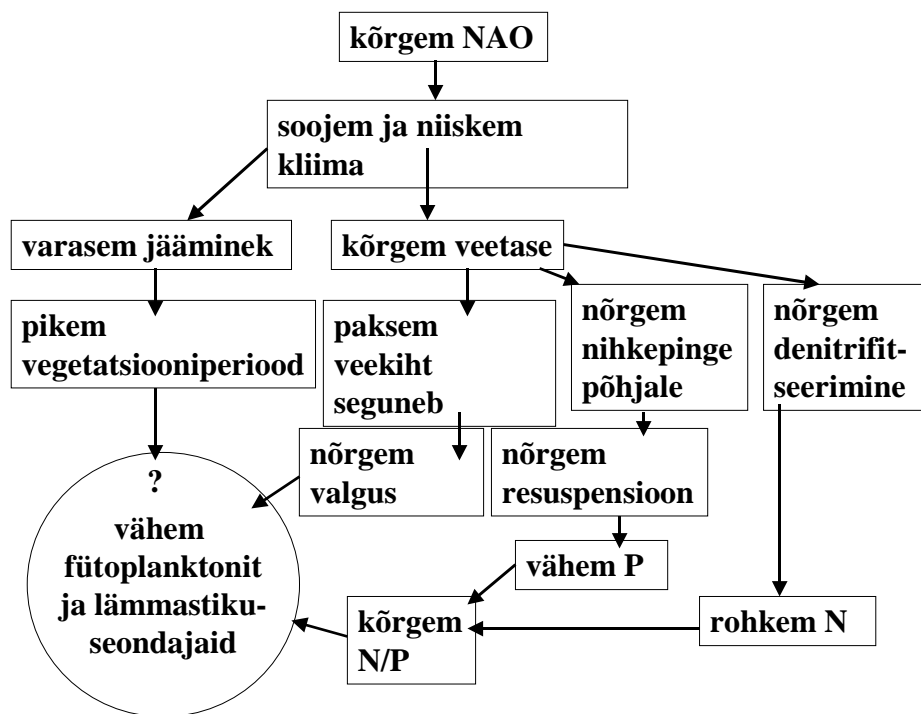 kõrgem NAO
soojem ja niiskem
kliima
varasem jääminek
kõrgem veetase
pikem
vegetatsiooniperiood
paksem
veekiht
seguneb
nõrgem
nihkepinge
põhjale
nõrgem
denitrifit-
seerimine
nõrgem
valgus
nõrgem
resuspensioon
?
vähem
fütoplanktonit
ja lämmastiku-
seondajaid
vähem P
kõrgem
N/P
rohkem N